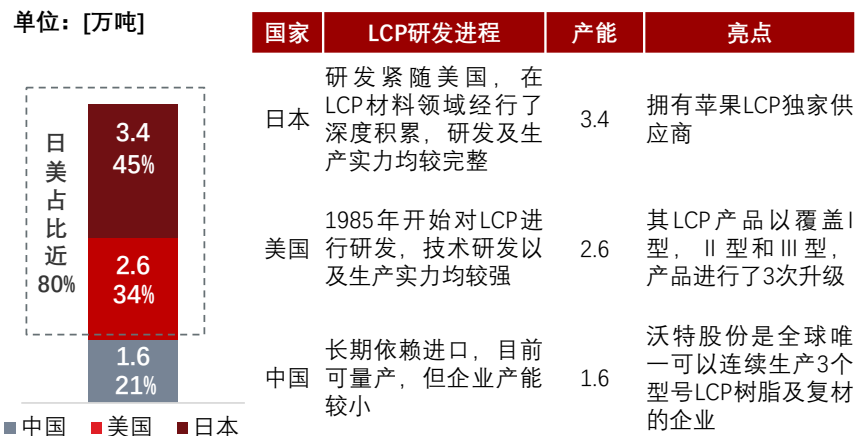 单位：[万吨]
日
美
占
比
近
80%
3.4
45%
2.6
34%
1.6
21%
中国 美国 日本
国家 LCP研发进程 产能 亮点
日本
研发紧随美国，在
LCP材料领域经行了
深度积累，研发及生
产实力均较完整
3.4
拥有苹果LCP独家供
应商
美国
1985年开始对LCP进
行研发，技术研发以
及生产实力均较强
2.6
其LCP产品以覆盖I
型，Ⅱ型和Ⅲ型，
产品进行了3次升级
中国
长期依赖进口，目前
可量产，但企业产能
较小
1.6
沃特股份是全球唯
一可以连续生产3个
型号LCP树脂及复材
的企业